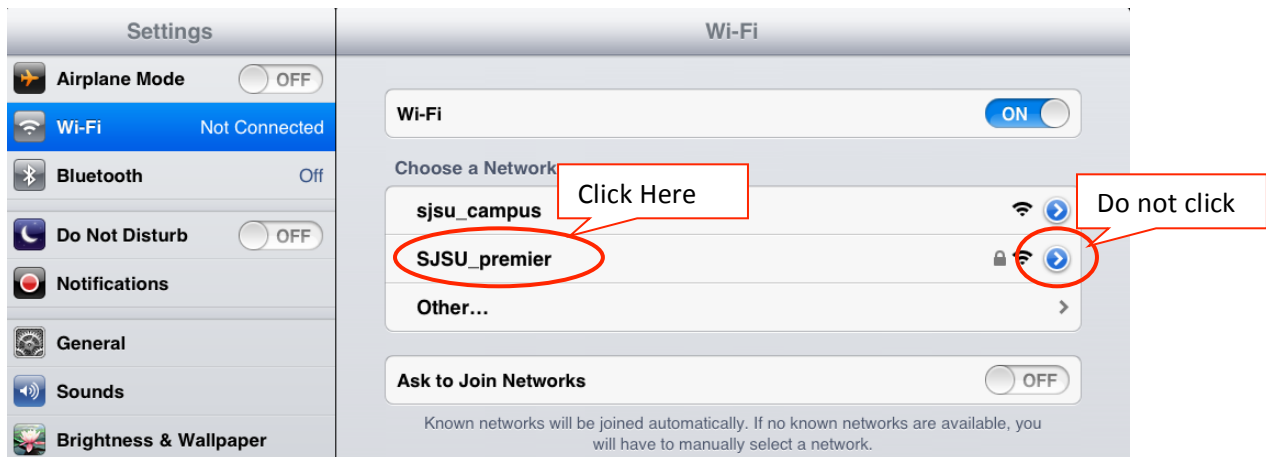 Settings
Wi-Fi
Airplane Mode OFF
Wi-Fi Not Connected
Bluetooth Off
Do Not Disturb OFF
Notifications
General
Sounds
Brightness & Wallpaper
Wi-Fi ON
Choose a Network
Click Here
sjsu_campus
Do not click
SJSU_premier
Other...
Ask to Join Networks OFF
Known networks will be joined automatically. If no known networks are available, you
will have to manually select a network.